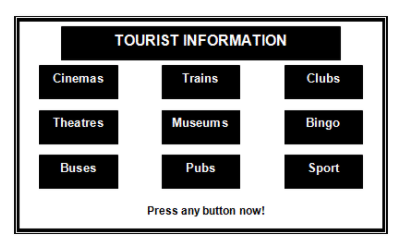 TOURIST INFORMATION
Cinemas Trains Clubs
Theatres Museums Bingo
Buses Pubs Sport
Press any button now!